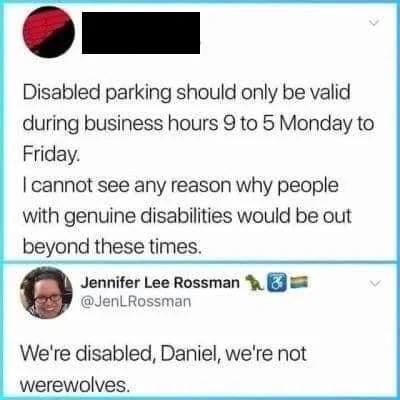 Disabled parking should only be valid
during business hours 9 to 5 Monday to
Friday.
I cannot see any reason why people
with genuine disabilities would be out
beyond these times.
Jennifer Lee Rossman
@JenLRossman
We're disabled, Daniel, we're not
werewolves.